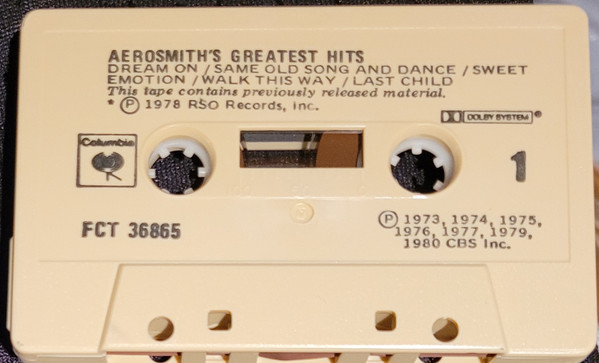 AEROSMITH'S GREATEST HITS
DREAM ON / SAME OLD SONG AND DANCE / SWEET
EMOTION / WALK THIS WAY / LAST CHILD
This tape contains previously released material.
* Ⓟ 1978 RSO Records, Inc.
DOLBY SYSTEM ®
Columbia
1
FCT 36865
Ⓟ 1973, 1974, 1975,
1976, 1977, 1979,
1980 CBS Inc.